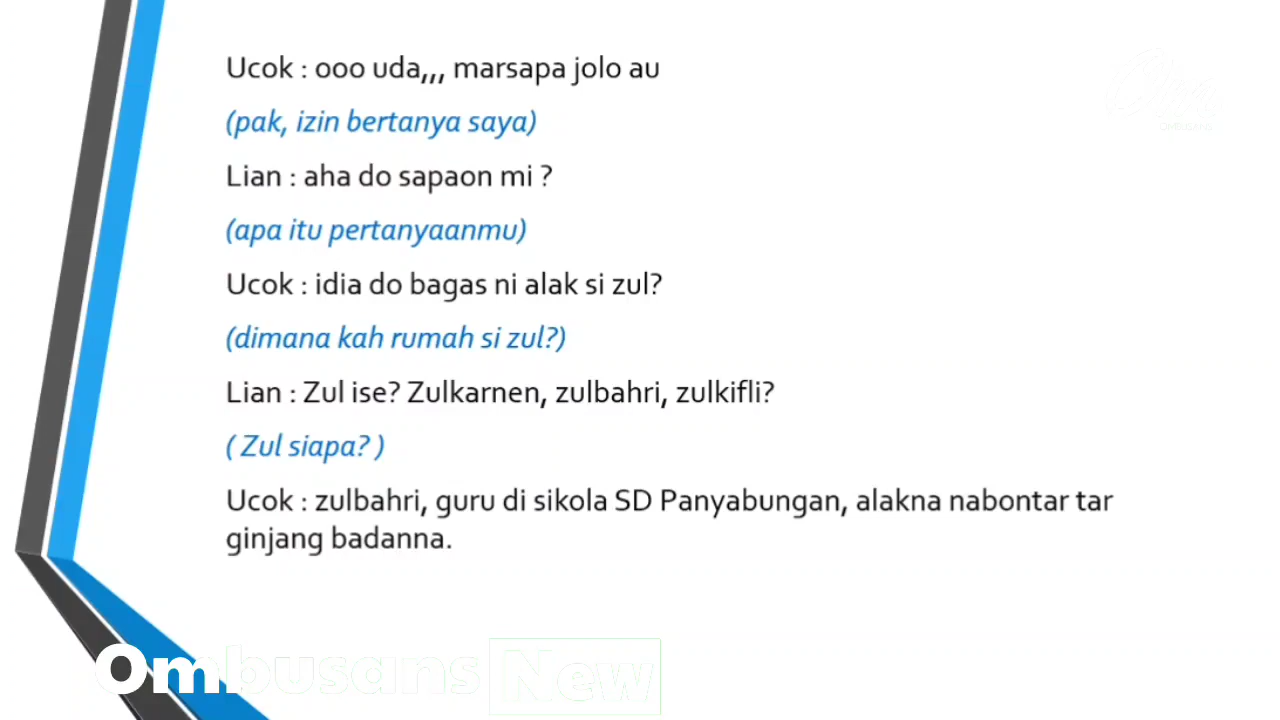 Ucok : ooo uda,,, marsapa jolo au
(pak, izin bertanya saya)
Lian : aha do sapaon mi ?
(apa itu pertanyaanmu)
Ucok : idia do bagas ni alak si zul?
(dimana kah rumah si zul?)
Lian : Zul ise? Zulkarnen, zulbahri, zulkifli?
( Zul siapa? )
Ucok : zulbahri, guru di sikola SD Panyabungan, alakna nabontar tar
ginjang badanna.
Ombusans New